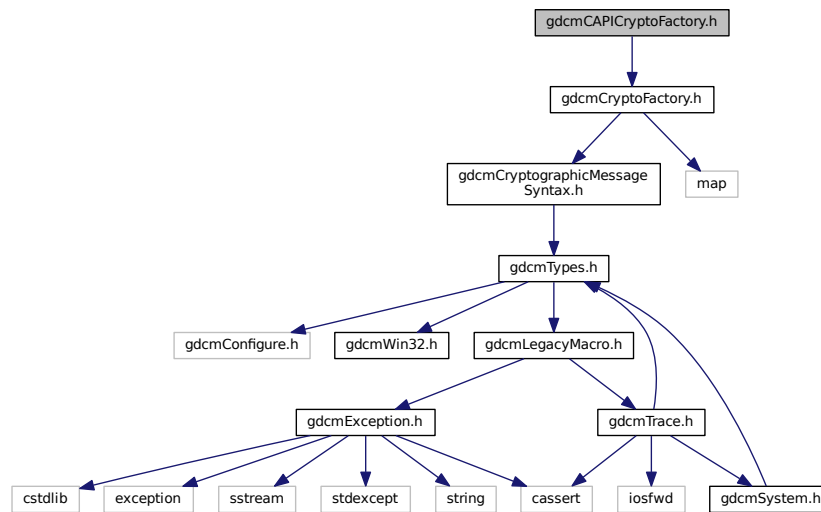 gdcmCAPICryptoFactory.h
gdcmCryptoFactory.h
gdcmCryptographicMessage
Syntax.h
map
gdcmTypes.h
gdcmConfigure.h
gdcmWin32.h
gdcmLegacyMacro.h
gdcmException.h
gdcmTrace.h
cstdlib
exception
sstream
stdexcept
string
cassert
iosfwd
gdcmSystem.h